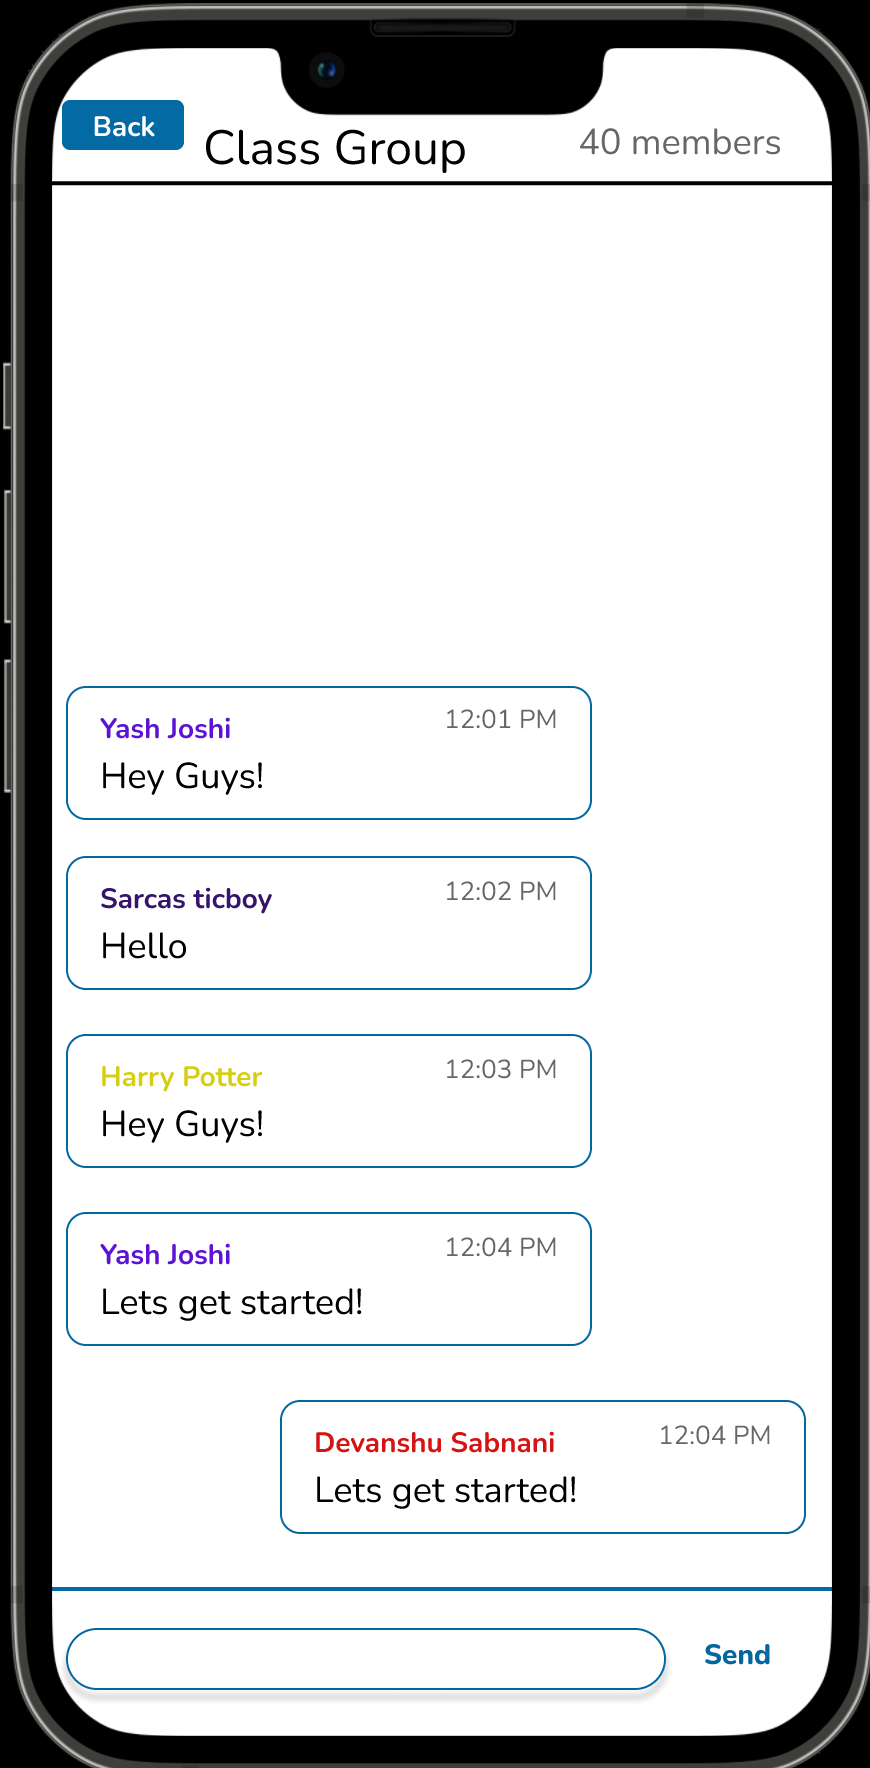 Back
Class Group
40 members
Yash Joshi
12:01 PM
Hey Guys!
Sarcas ticboy
12:02 PM
Hello
Harry Potter
12:03 PM
Hey Guys!
Yash Joshi
12:04 PM
Lets get started!
Devanshu Sabnani
12:04 PM
Lets get started!
Send